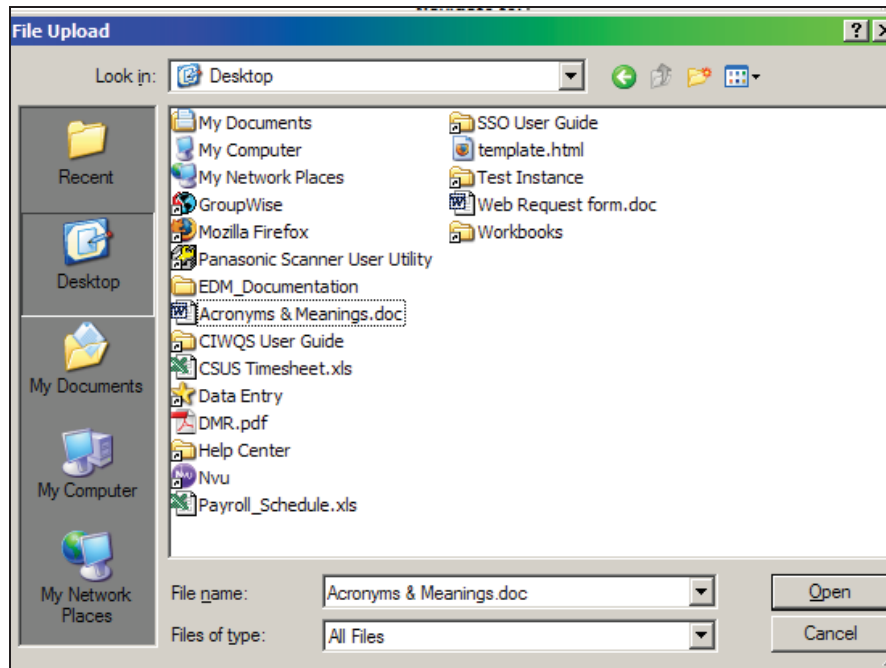 File Upload
Look in:
Desktop
Recent
Desktop
My Documents
My Computer
My Network
Places
My Documents
My Computer
My Network Places
GroupWise
Mozilla Firefox
Panasonic Scanner User Utility
EDM_Documentation
Acronyms & Meanings.doc
CIWQS User Guide
CSUS Timesheet.xls
Data Entry
DMR.pdf
Help Center
Nvu
Payroll_Schedule.xls
SSO User Guide
template.html
Test Instance
Web Request form.doc
Workbooks
File name:
Acronyms & Meanings.doc
Open
Files of type:
All Files
Cancel